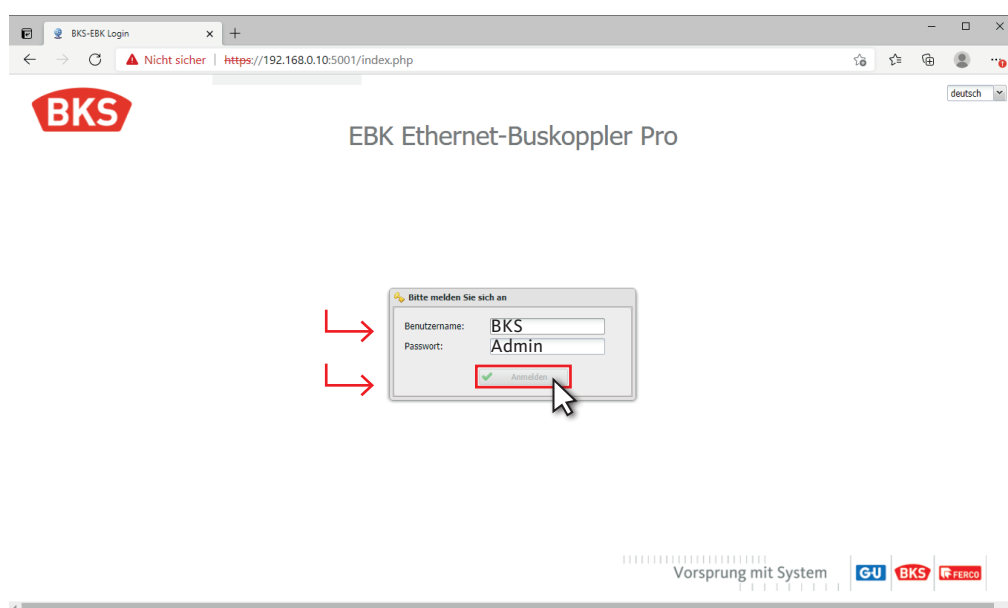 BKS-EBK Login
Nicht sicher | https://192.168.0.10:5001/index.php
deutsch
BKS
EBK Ethernet-Buskoppler Pro
Bitte melden Sie sich an
Benutzername: BKS
Passwort: Admin
Anmelden
Vorsprung mit System
G-U BKS FERCO